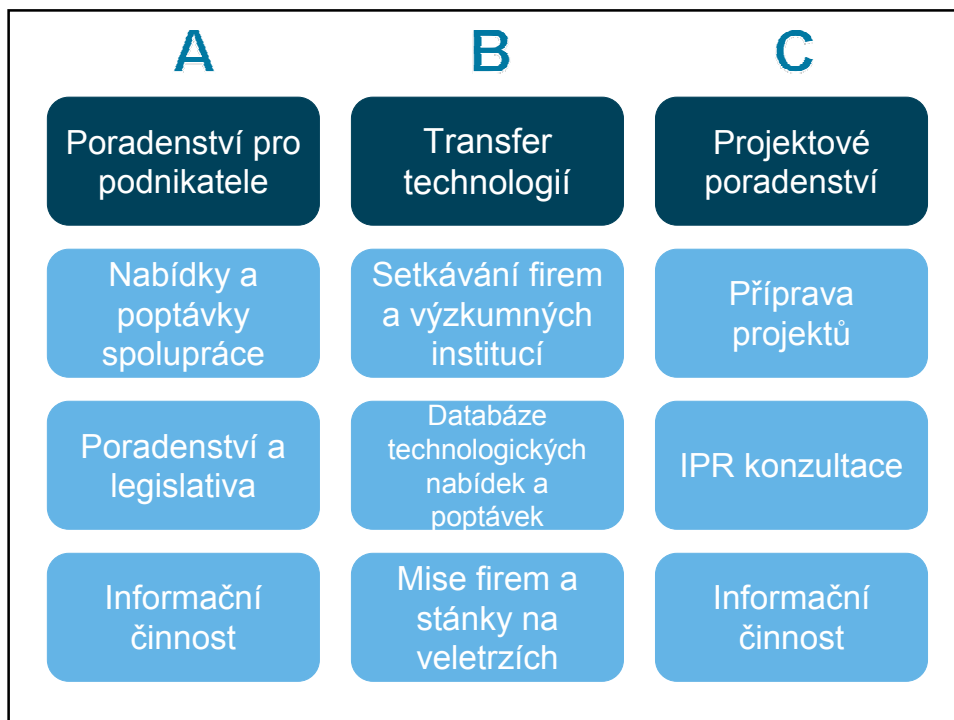 A
B
C
Poradenství pro
podnikatele
Transfer
technologií
Projektové
poradenství
Nabídky a
poptávky
spolupráce
Setkávání firem
a výzkumných
institucí
Příprava
projektů
Poradenství a
legislativa
Databáze
technologických
nabídek a
poptávek
IPR konzultace
Informační
činnost
Mise firem a
stánky na
veletrzích
Informační
činnost